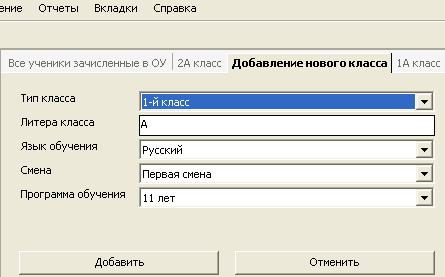 ение Отчеты Вкладки Справка
Все ученики зачисленные в ОУ 2А класс Добавление нового класса 1А класс
Тип класса 1-й класс
Литера класса А
Язык обучения Русский
Смена Первая смена
Программа обучения 11 лет
Добавить Отменить